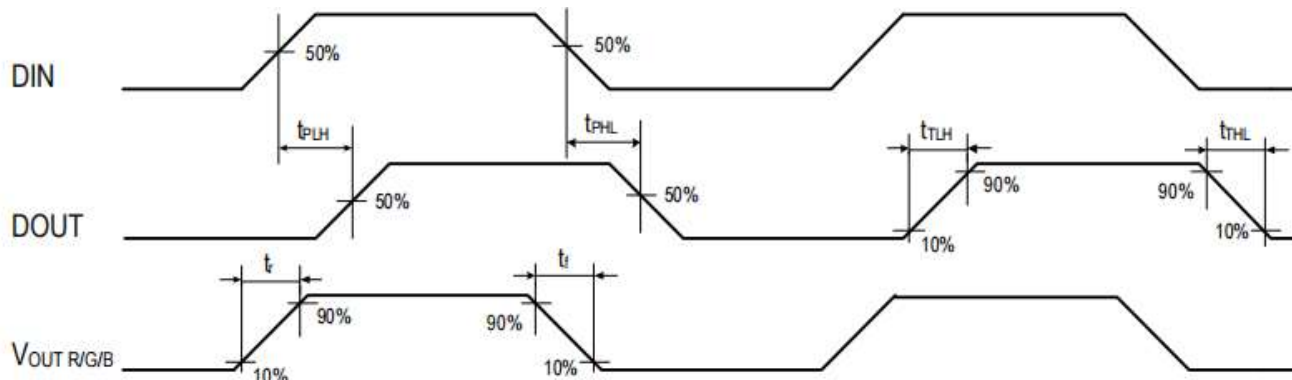 DIN
50%
50%
tPLH
tPHL
tTLH
tTHL
DOUT
50%
50%
90%
90%
10%
10%
tr
tf
VOUT R/G/B
90%
90%
10%
10%